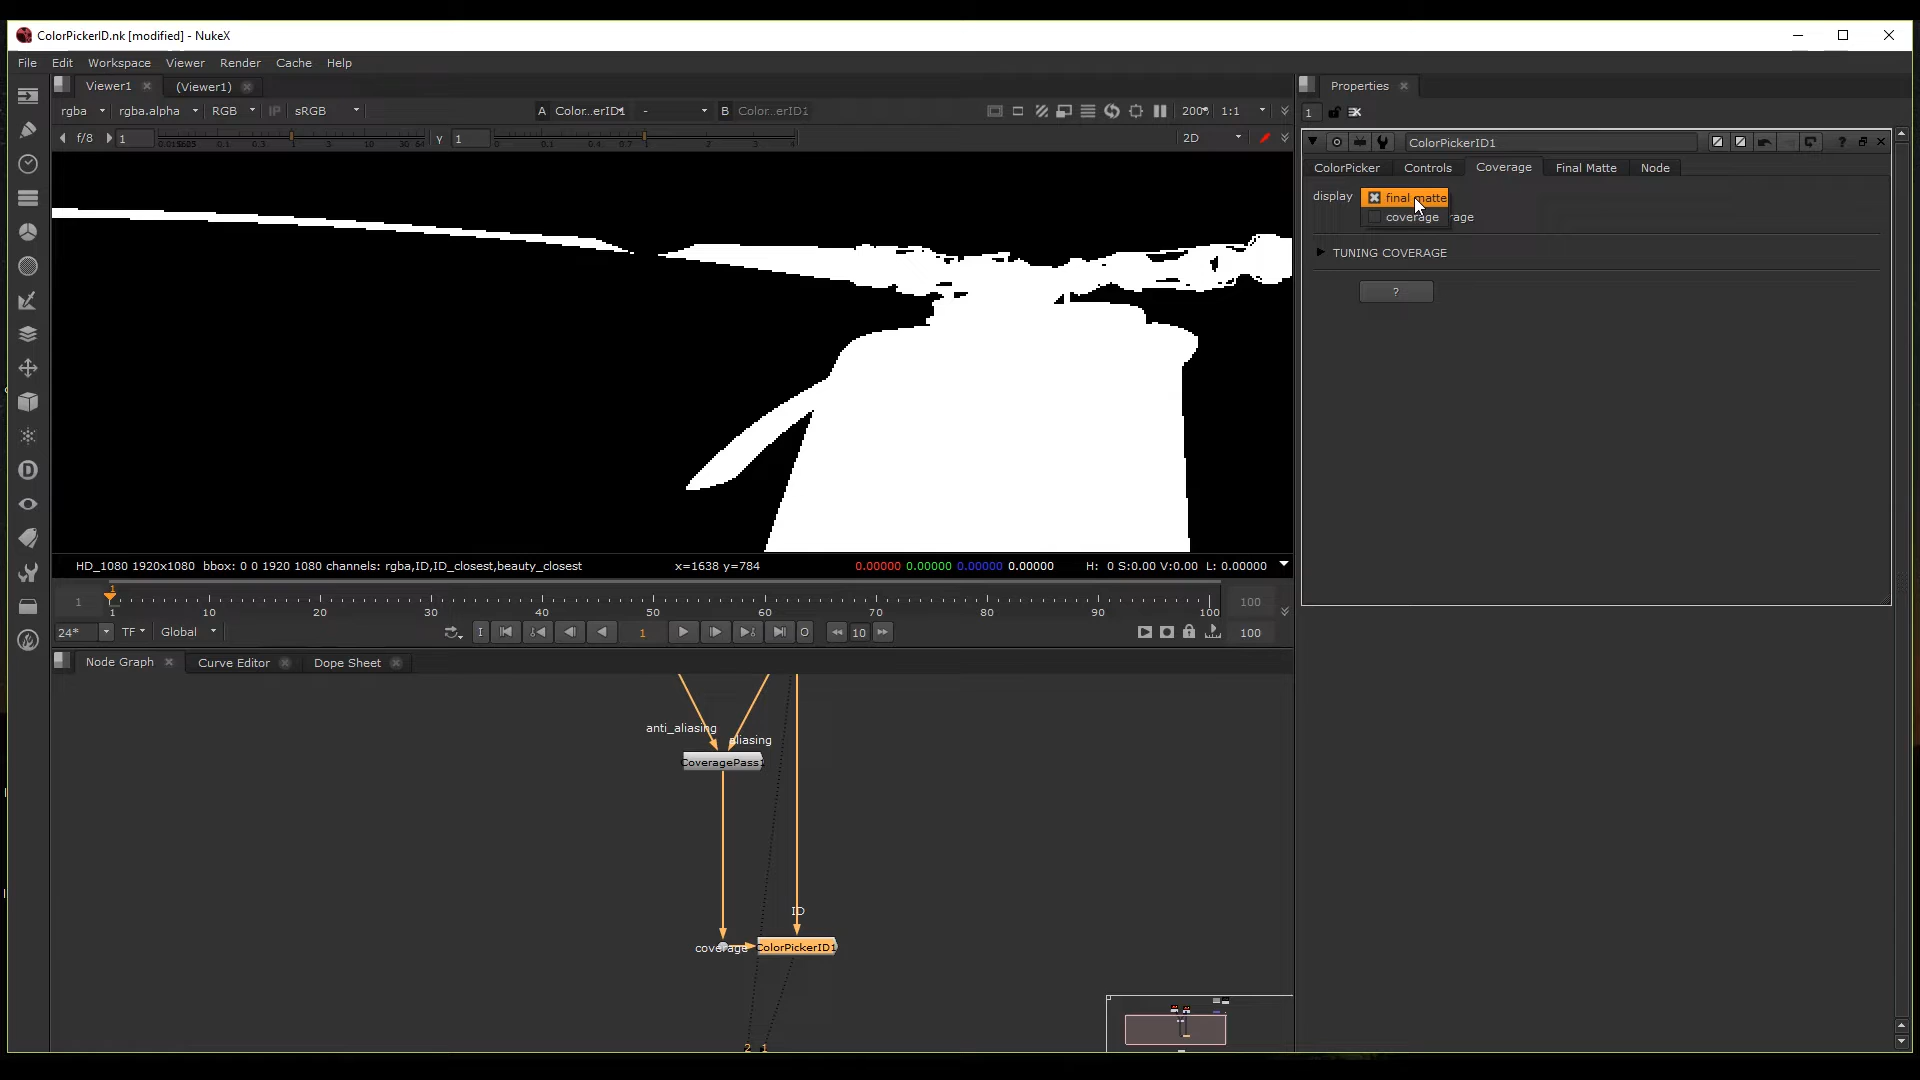 ColorPickerID.nk [modified] - NukeX
File Edit Workspace Viewer Render Cache Help
Viewer1 (Viewer1)
rgba rgba.alpha RGB IP sRGB A Color...erID1 - B Color...erID1 200% 1:1
f/8 1 γ 1 2D
HD_1080 1920x1080 bbox: 0 0 1920 1080 channels: rgba,ID,ID_closest,beauty_closest x=1638 y=784 0.00000 0.00000 0.00000 0.00000 H: 0 S:0.00 V:0.00 L: 0.00000
1
1 100
1 10 20 30 40 50 60 70 80 90 100
24* TF Global I 1 O 10 100
Node Graph Curve Editor Dope Sheet
anti_aliasing
aliasing
CoveragePass1
ID
coverage ColorPickerID1
2 1
Properties
1
ColorPickerID1
ColorPicker Controls Coverage Final Matte Node
display final matte
coverage rage
TUNING COVERAGE
?